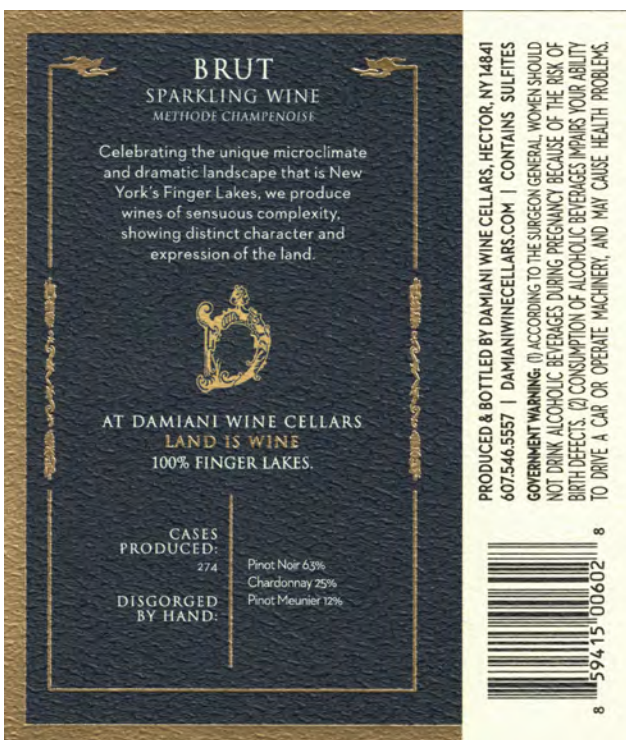 BRUT
SPARKLING WINE
METHODE CHAMPENOISE
Celebrating the unique microclimate
and dramatic landscape that is New
York's Finger Lakes, we produce
wines of sensuous complexity,
showing distinct character and
expression of the land.
D
AT DAMIANI WINE CELLARS
LAND IS WINE
100% FINGER LAKES.
CASES
PRODUCED:
274
DISGORGED
BY HAND:
Pinot Noir 63%
Chardonnay 25%
Pinot Meunier 12%
PRODUCED & BOTTLED BY DAMIANI WINE CELLARS, HECTOR, NY 14841
607.546.5557 | DAMIANIWINECELLARS.COM | CONTAINS SULFITES
GOVERNMENT WARNING: (1) ACCORDING TO THE SURGEON GENERAL, WOMEN SHOULD
NOT DRINK ALCOHOLIC BEVERAGES DURING PREGNANCY BECAUSE OF THE RISK OF
BIRTH DEFECTS. (2) CONSUMPTION OF ALCOHOLIC BEVERAGES IMPAIRS YOUR ABILITY
TO DRIVE A CAR OR OPERATE MACHINERY, AND MAY CAUSE HEALTH PROBLEMS.
8 59415 00602 8